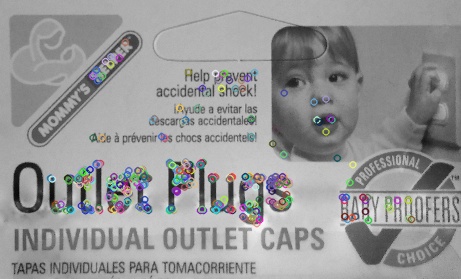 MOMMY'S HELPER
Help prevent
accidental shock!
¡Ayude a evitar las
descargas accidentales!
Aide à prévenir les chocs accidentels!
Outlet Plugs
INDIVIDUAL OUTLET CAPS
TAPAS INDIVIDUALES PARA TOMACORRIENTE
PROFESSIONAL
BABY PROOFERS
CHOICE
TM